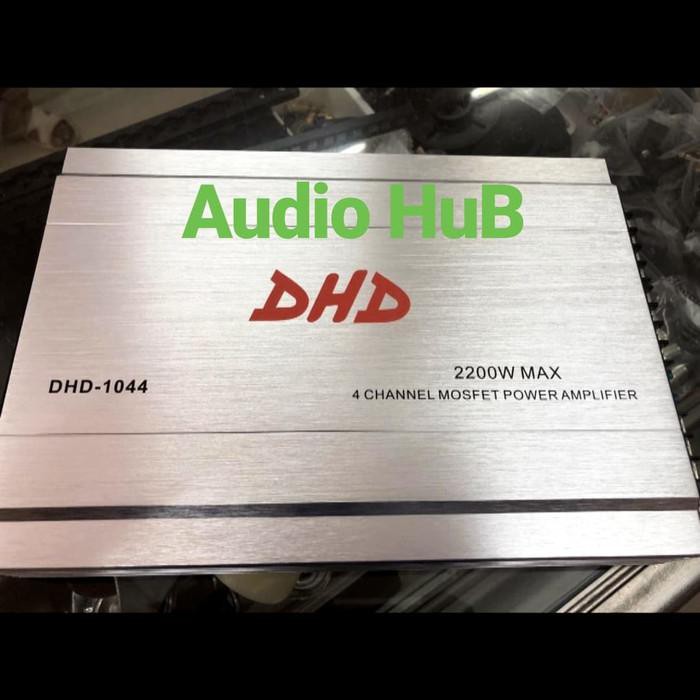 Audio HuB
DHD
DHD-1044
2200W MAX
4 CHANNEL MOSFET POWER AMPLIFIER